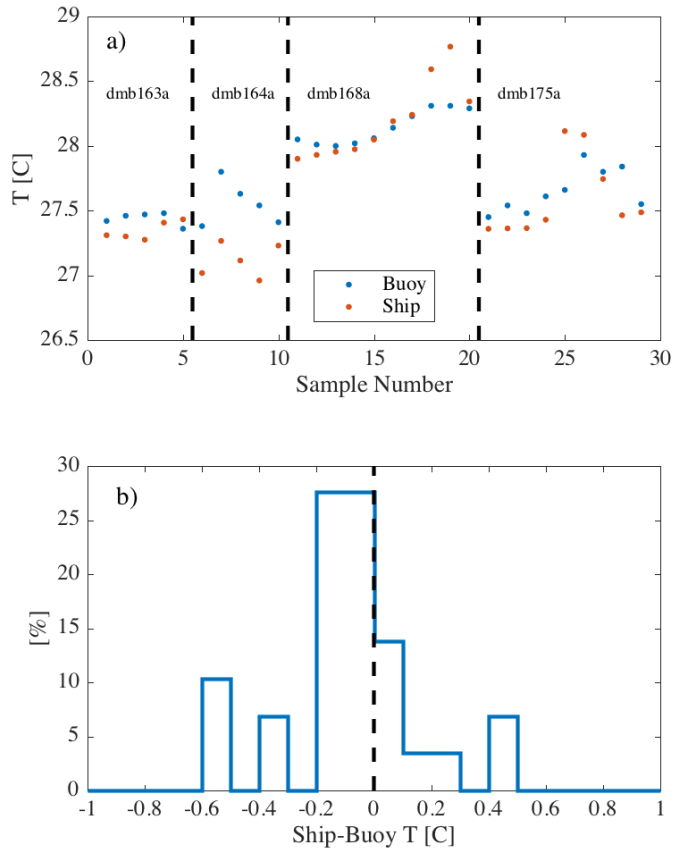 29
a)
28.5
dmb163a dmb164a dmb168a dmb175a
28
T [C]
27.5
27
Buoy
Ship
26.5
0 5 10 15 20 25 30
Sample Number
30
b)
25
20
15
[%]
10
5
0
-1 -0.8 -0.6 -0.4 -0.2 0 0.2 0.4 0.6 0.8 1
Ship-Buoy T [C]